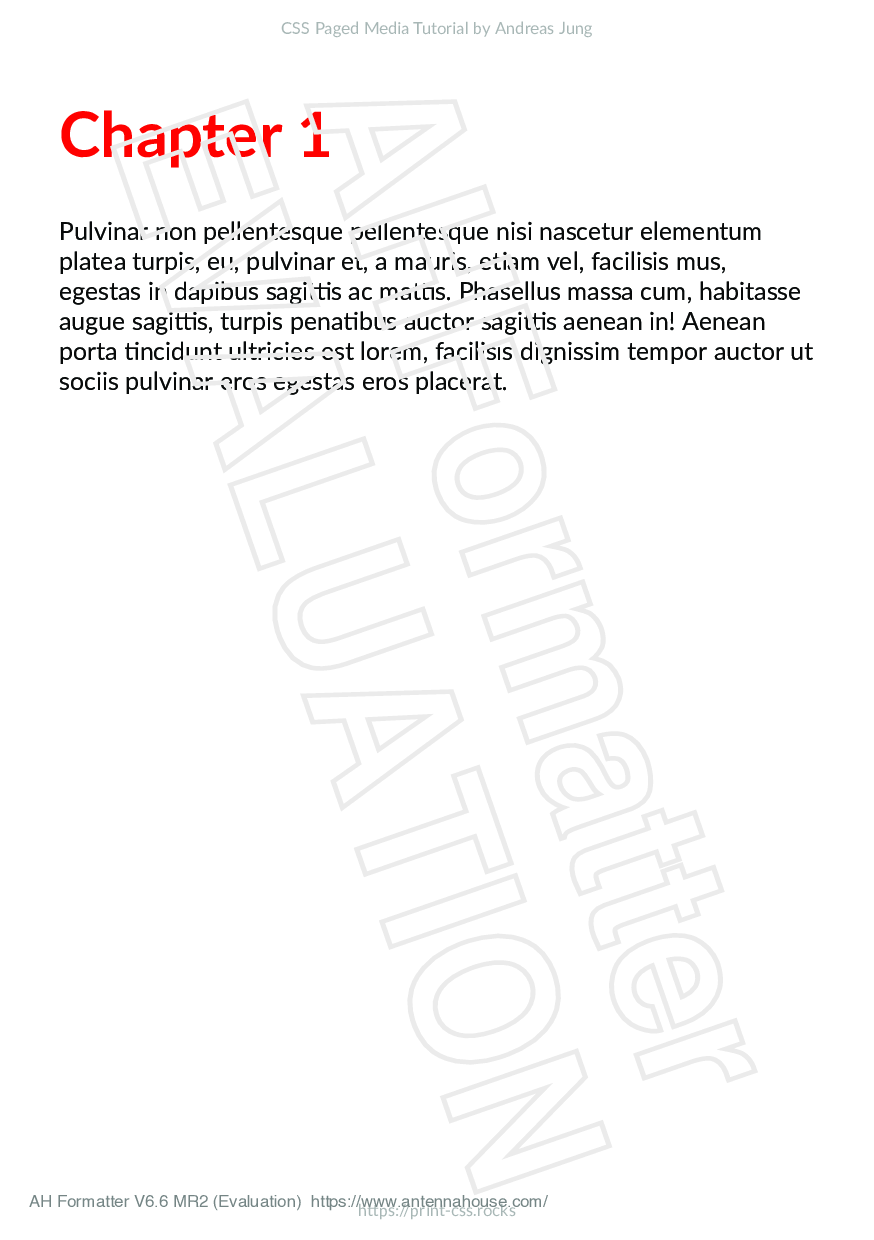 CSS Paged Media Tutorial by Andreas Jung
Chapter 1
Pulvinar non pellentesque pellentesque nisi nascetur elementum
platea turpis, eu, pulvinar et, a mauris, etiam vel, facilisis mus,
egestas in dapibus sagittis ac mattis. Phasellus massa cum, habitasse
augue sagittis, turpis penatibus auctor sagittis aenean in! Aenean
porta tincidunt ultricies est lorem, facilisis dignissim tempor auctor ut
sociis pulvinar eros egestas eros placerat.
AHFormatter
EVALUATION
AH Formatter V6.6 MR2 (Evaluation)  https://www.antennahouse.com/
https://print-css.rocks